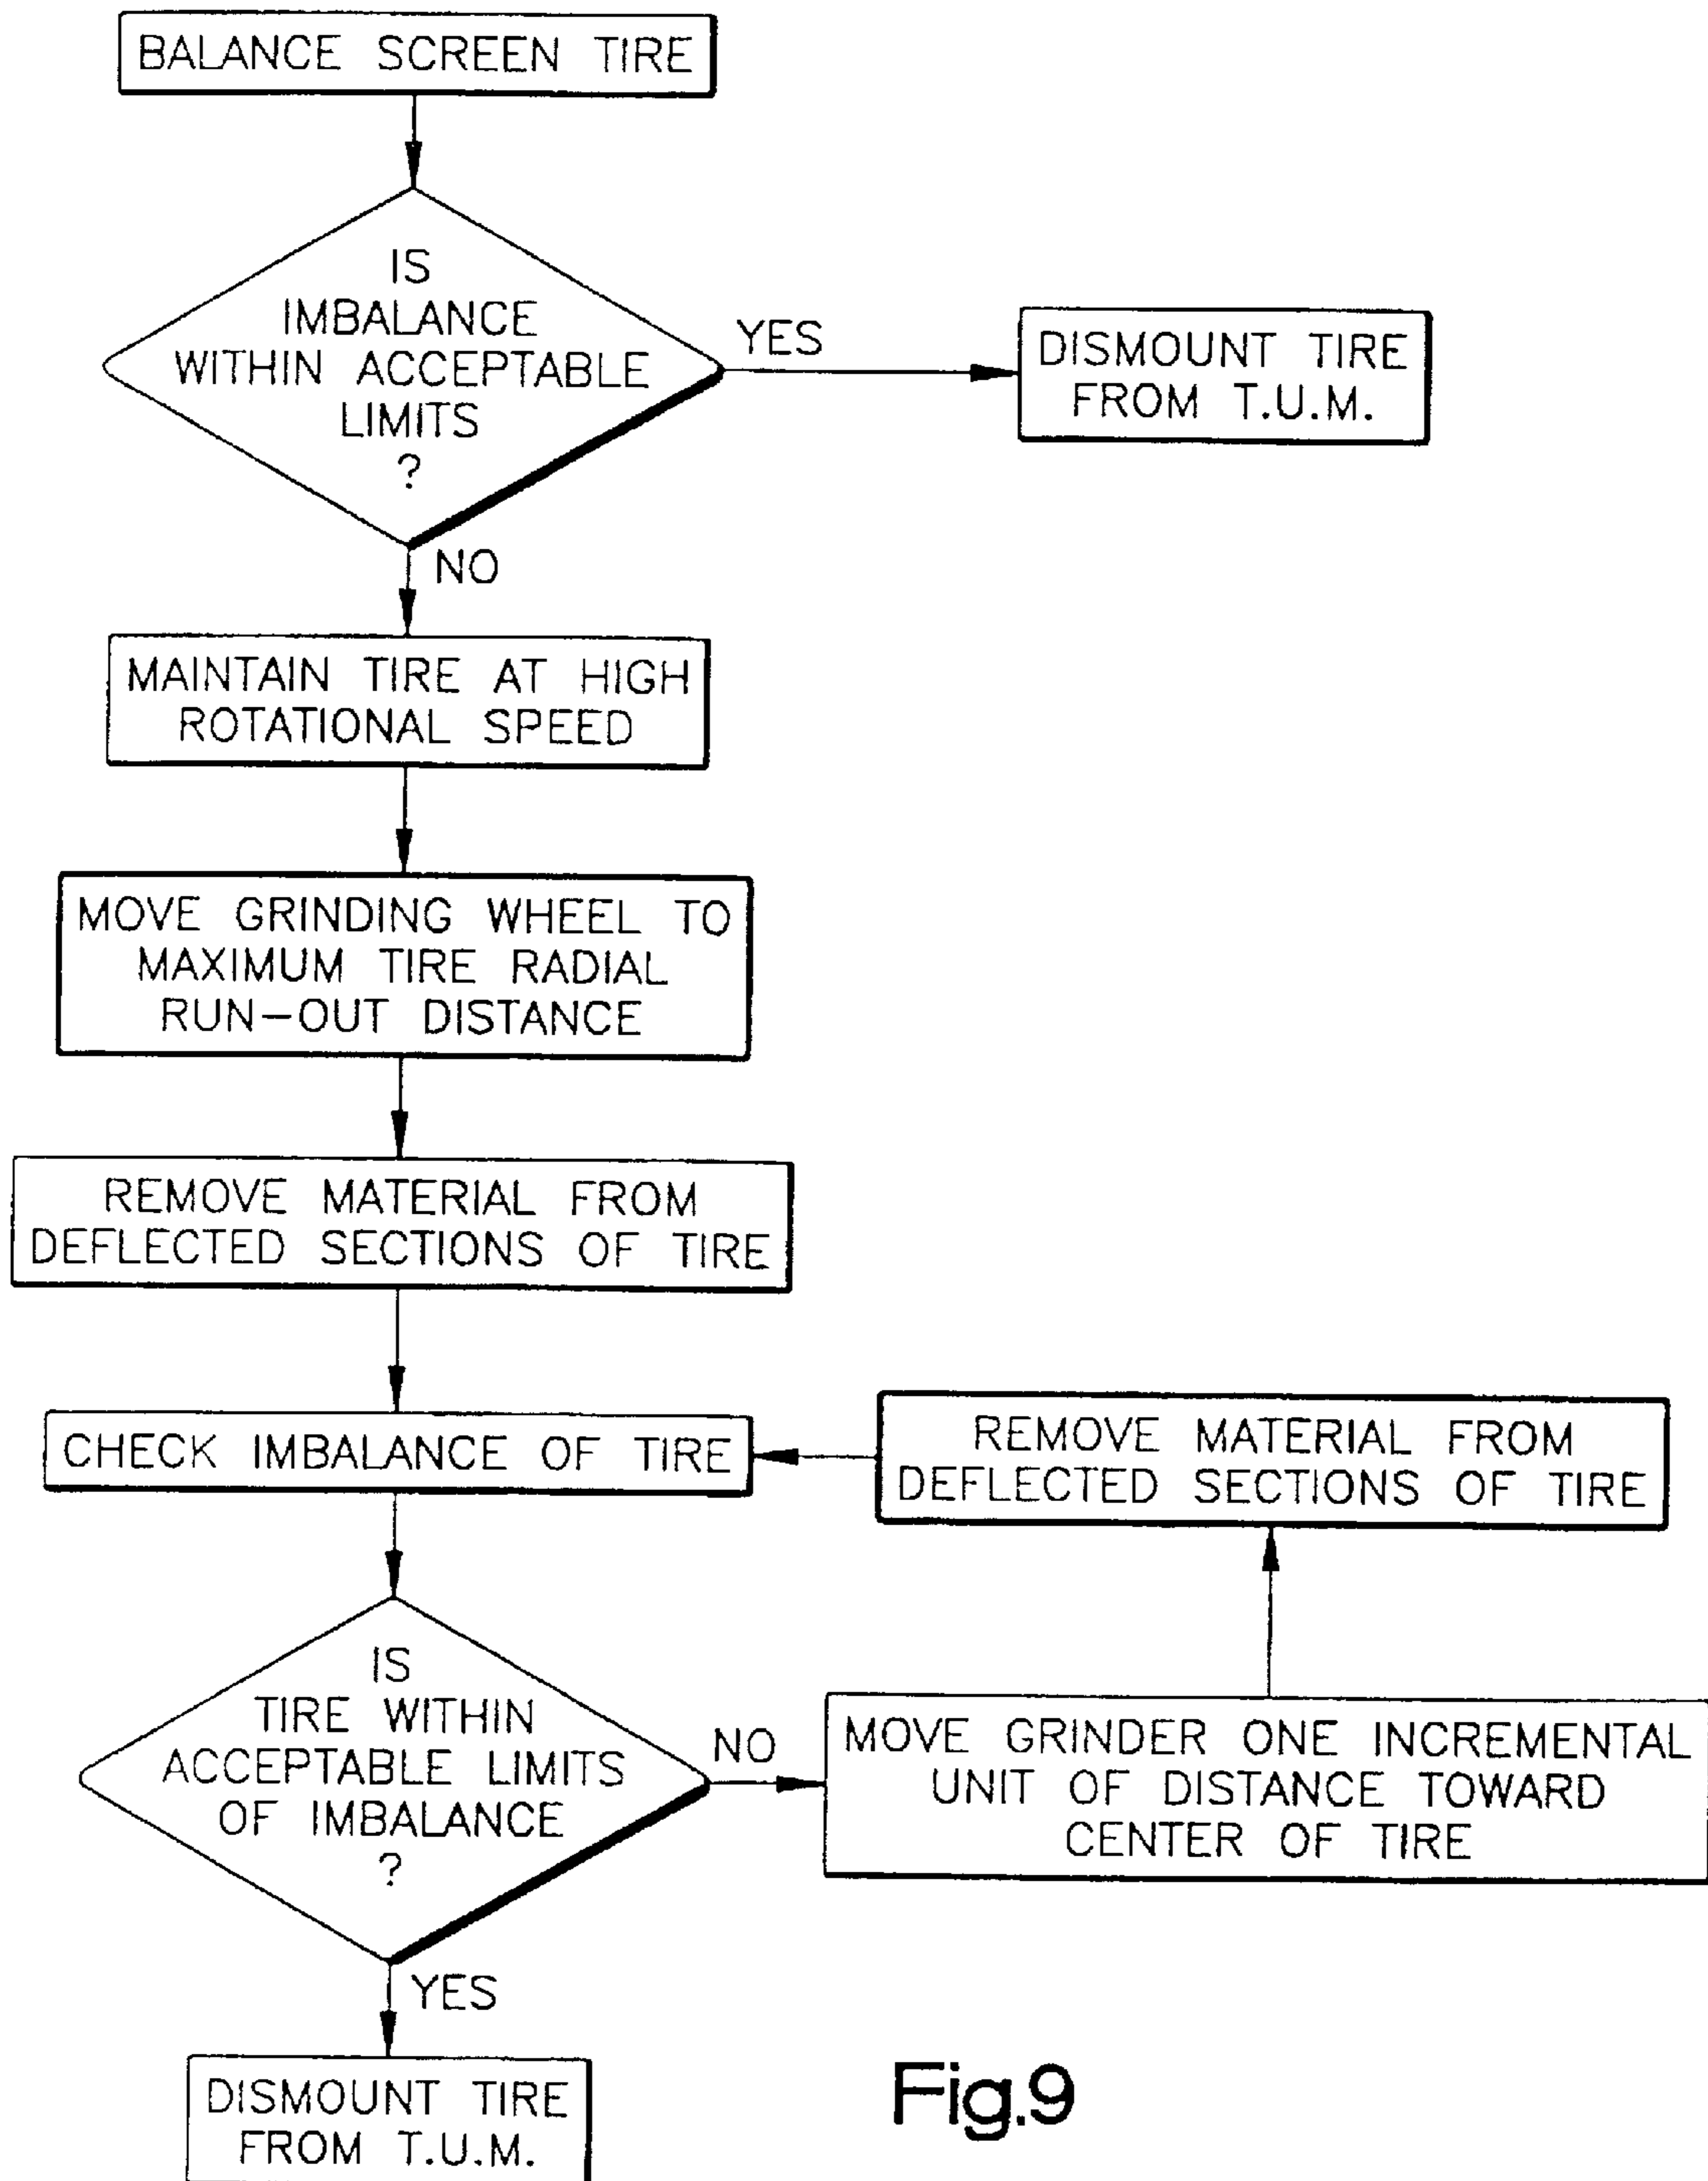 BALANCE SCREEN TIRE
IS
IMBALANCE
WITHIN ACCEPTABLE
LIMITS
?
YES
DISMOUNT TIRE
FROM T.U.M.
NO
MAINTAIN TIRE AT HIGH
ROTATIONAL SPEED
MOVE GRINDING WHEEL TO
MAXIMUM TIRE RADIAL
RUN-OUT DISTANCE
REMOVE MATERIAL FROM
DEFLECTED SECTIONS OF TIRE
CHECK IMBALANCE OF TIRE
REMOVE MATERIAL FROM
DEFLECTED SECTIONS OF TIRE
IS
TIRE WITHIN
ACCEPTABLE LIMITS
OF IMBALANCE
?
NO
MOVE GRINDER ONE INCREMENTAL
UNIT OF DISTANCE TOWARD
CENTER OF TIRE
YES
DISMOUNT TIRE
FROM T.U.M.
Fig.9